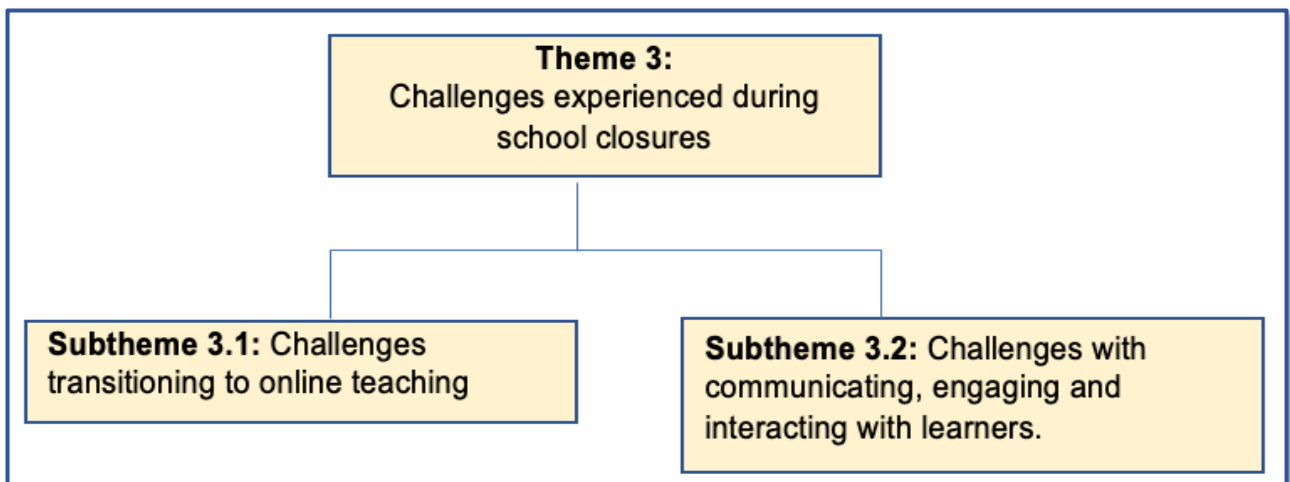 Theme 3:
Challenges experienced during
school closures
Subtheme 3.1: Challenges
transitioning to online teaching
Subtheme 3.2: Challenges with
communicating, engaging and
interacting with learners.